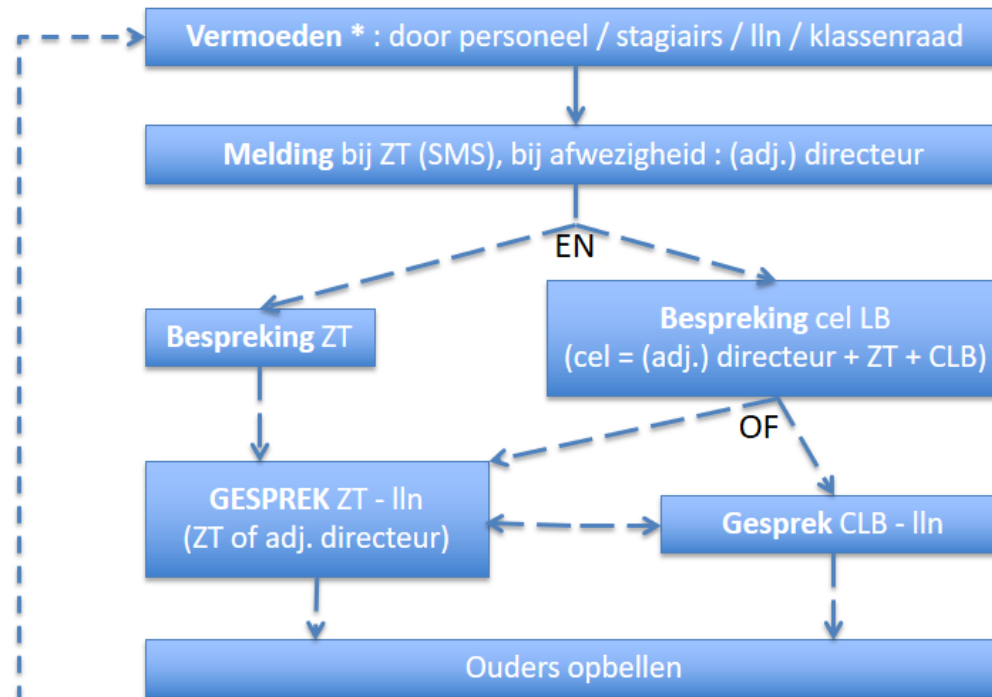 Vermoeden * : door personeel / stagiairs / lln / klassenraad
Melding bij ZT (SMS), bij afwezigheid : (adj.) directeur
EN
Bespreking ZT
Bespreking cel LB
(cel = (adj.) directeur + ZT + CLB)
OF
GESPREK ZT - lln
(ZT of adj. directeur)
Gesprek CLB - lln
Ouders opbellen